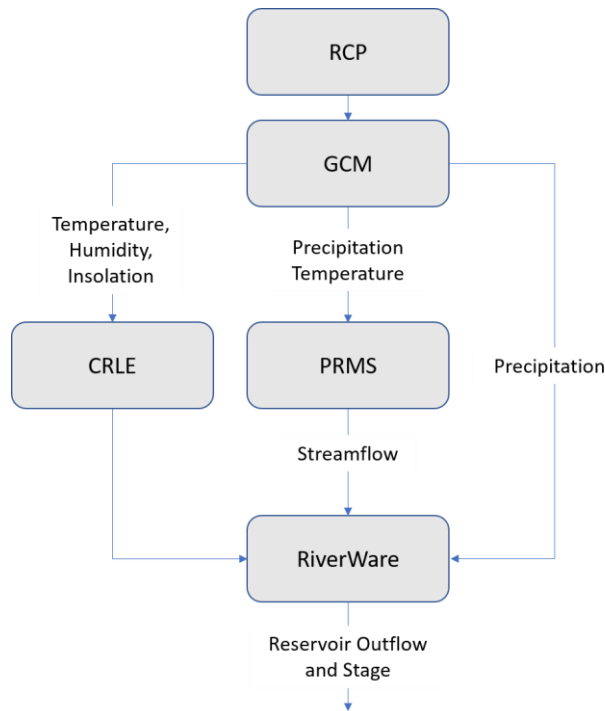 RCP
GCM
Temperature,
Humidity,
Insolation
Precipitation
Temperature
CRLE
PRMS
Precipitation
Streamflow
RiverWare
Reservoir Outflow
and Stage